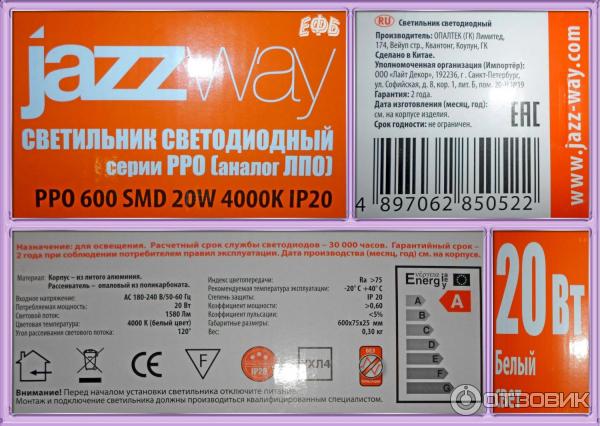 ЕФБ
jazzway
СВЕТИЛЬНИК СВЕТОДИОДНЫЙ
серии PPO (аналог ЛПО)
PPO 600 SMD 20W 4000K IP20
RU Светильник светодиодный
Производитель: ОПАЛТЕК (ГК) Лимитед,
174, Вейул стр., Квантонг, Коулун, ГК
Сделано в Китае.
Уполномоченная организация (Импортёр):
ООО «Лайт Декор», 192236, г. Санкт-Петербург,
ул. Софийская, д. 8, кор. 1, лит. Б, пом.
Гарантия: 2 года.
Дата изготовления (месяц, год):
см. на корпусе изделия.
Срок годности: не ограничен.
EAC
4 897062 850522
www.jazz-way.com
Назначение: для освещения. Расчетный срок службы светодиодов – 30 000 часов. Гарантийный срок –
2 года при соблюдении потребителем правил эксплуатации. Дата производства (месяц, год) см. на корпусе.
Материал: Корпус – из литого алюминия.
Рассеиватель – опаловый из поликарбоната.
Входное напряжение: AC 180-240 В/50-60 Гц
Потребляемая мощность: 20 Вт
Световой поток: 1580 Лм
Цветовая температура: 4000 К (белый цвет)
Угол рассеивания светового потока: 120°
Индекс цветопередачи: Ra >75
Рекомендуемая температура эксплуатации: -20° C +40° C
Степень защиты: IP 20
Коэффициент мощности: >0,60
Коэффициент пульсации: <5%
Габаритные размеры: 600x75x25 мм
Вес: 0,30 кг
Energy
A
A
B
C
D
E
F
G
CE
F
IP20
УХЛ4
БЕЗ
Внимание! Перед началом установки светильника отключите питание.
Монтаж и подключение светильника должны производиться квалифицированным специалистом.
20 Вт
Белый
свет
ОТЗОВИК